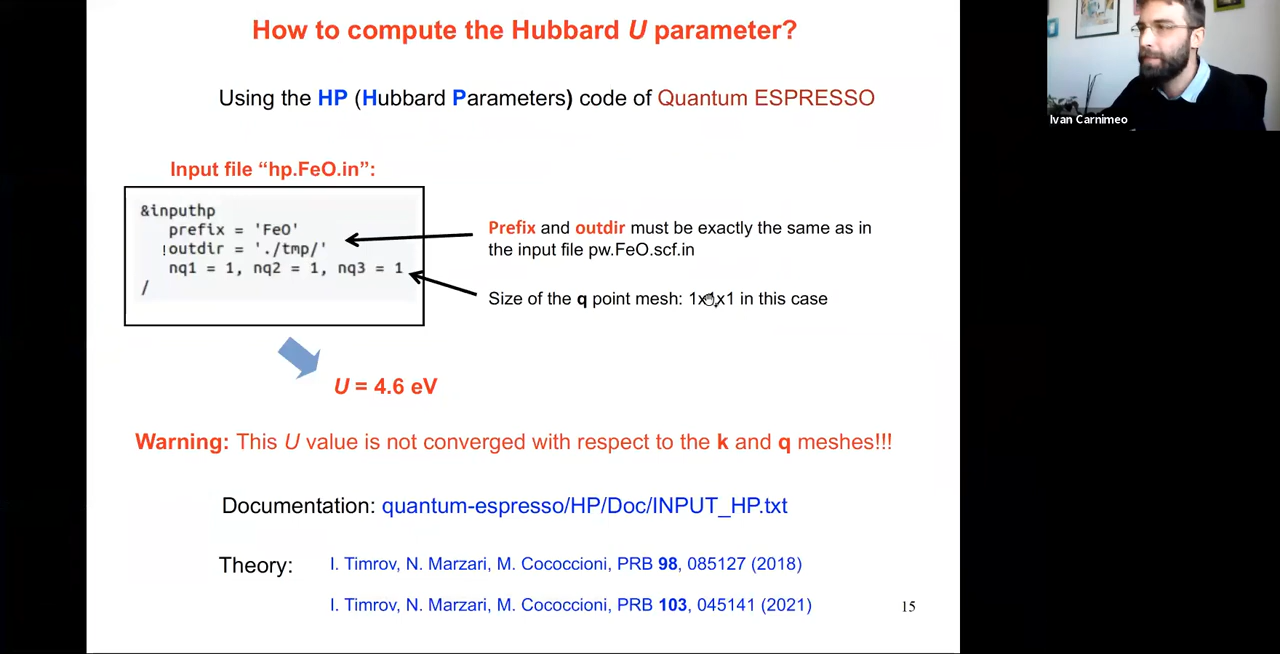 How to compute the Hubbard U parameter?
Ivan Carnimeo
Using the HP (Hubbard Parameters) code of Quantum ESPRESSO
Input file “hp.FeO.in”:
&inputhp
prefix = 'FeO'
!outdir = './tmp/'
nq1 = 1, nq2 = 1, nq3 = 1
/
Prefix and outdir must be exactly the same as in
the input file pw.FeO.scf.in
Size of the q point mesh: 1x x1 in this case
U = 4.6 eV
Warning: This U value is not converged with respect to the k and q meshes!!!
Documentation: quantum-espresso/HP/Doc/INPUT_HP.txt
Theory: I. Timrov, N. Marzari, M. Cococcioni, PRB 98, 085127 (2018)
I. Timrov, N. Marzari, M. Cococcioni, PRB 103, 045141 (2021)
15